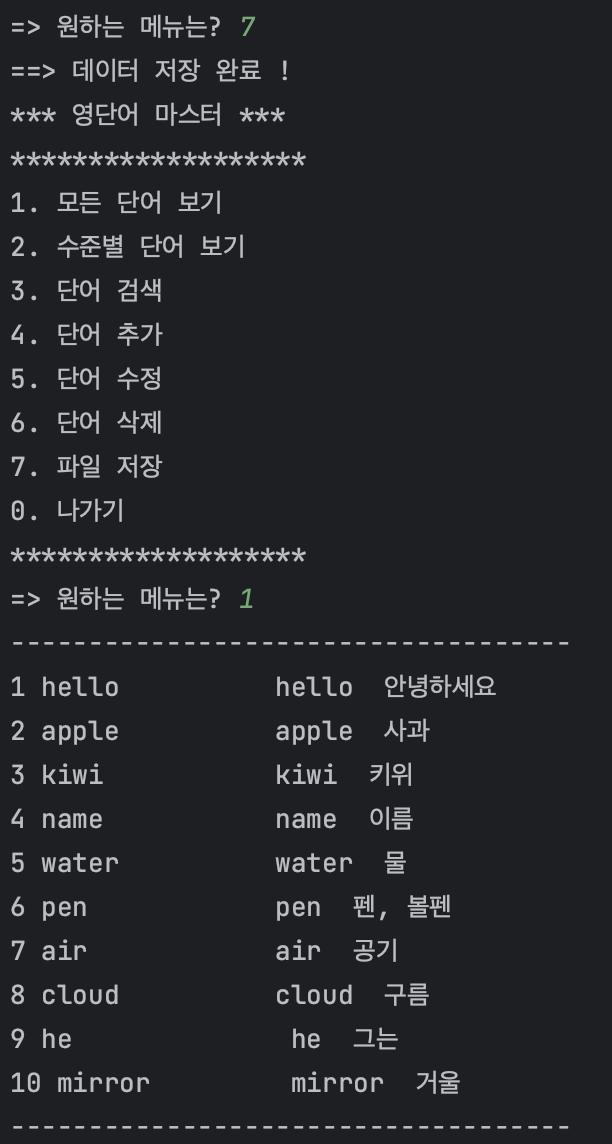 => 원하는 메뉴는? 7
==> 데이터 저장 완료 !
*** 영단어 마스터 ***
*******************
1. 모든 단어 보기
2. 수준별 단어 보기
3. 단어 검색
4. 단어 추가
5. 단어 수정
6. 단어 삭제
7. 파일 저장
0. 나가기
*******************
=> 원하는 메뉴는? 1
------------------------------------
1 hello          hello  안녕하세요
2 apple          apple  사과
3 kiwi           kiwi  키위
4 name           name  이름
5 water          water  물
6 pen            pen  펜, 볼펜
7 air            air  공기
8 cloud          cloud  구름
9 he              he  그는
10 mirror         mirror  거울
------------------------------------